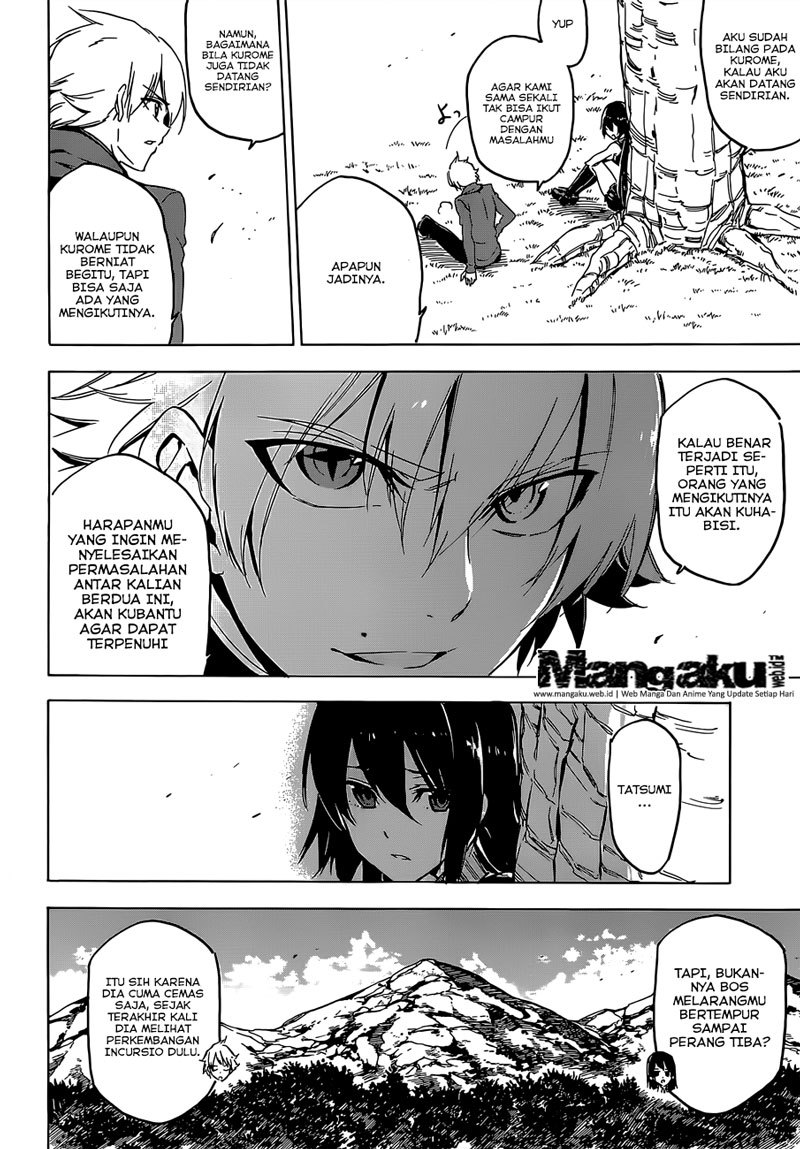 AKU SUDAH
BILANG PADA
KUROME,
KALAU AKU
AKAN DATANG
SENDIRIAN.
YUP
AGAR KAMI
SAMA SEKALI
TAK BISA IKUT
CAMPUR
DENGAN
MASALAHMU
よっ
APAPUN
JADINYA.
NAMUN,
BAGAIMANA
BILA KUROME
JUGA TIDAK
DATANG
SENDIRIAN?
WALAUPUN
KUROME TIDAK
BERNIAT
BEGITU, TAPI
BISA SAJA
ADA YANG
MENGIKUTINYA.
KALAU BENAR
TERJADI SE-
PERTI ITU,
ORANG YANG
MENGIKUTINYA
ITU AKAN KUHA-
BISI.
HARAPANMU
YANG INGIN ME-
NYELESAIKAN
PERMASALAHAN
ANTAR KALIAN
BERDUA INI,
AKAN KUBANTU
AGAR DAPAT
TERPENUHI
Mangaku
web.id
www.mangaku.web.id | Web Manga Dan Anime Yang Update Setiap Hari
TATSUMI
...
TAPI, BUKAN-
NYA BOS
MELARANGMU
BERTEMPUR
SAMPAI
PERANG TIBA?
ITU SIH KARENA
DIA CUMA CEMAS
SAJA, SEJAK
TERAKHIR KALI
DIA MELIHAT
PERKEMBANGAN
INCURSIO DULU.